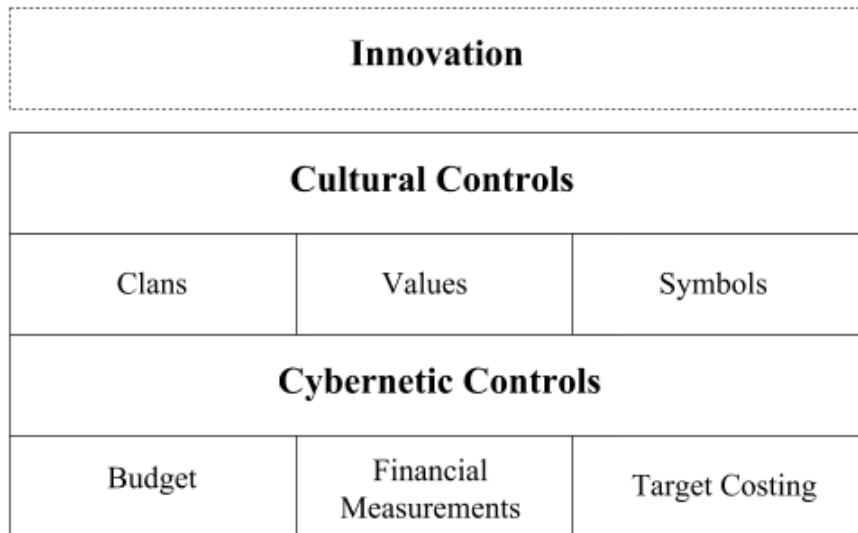 Innovation
Cultural Controls
Clans
Values
Symbols
Cybernetic Controls
Budget
Financial
Measurements
Target Costing